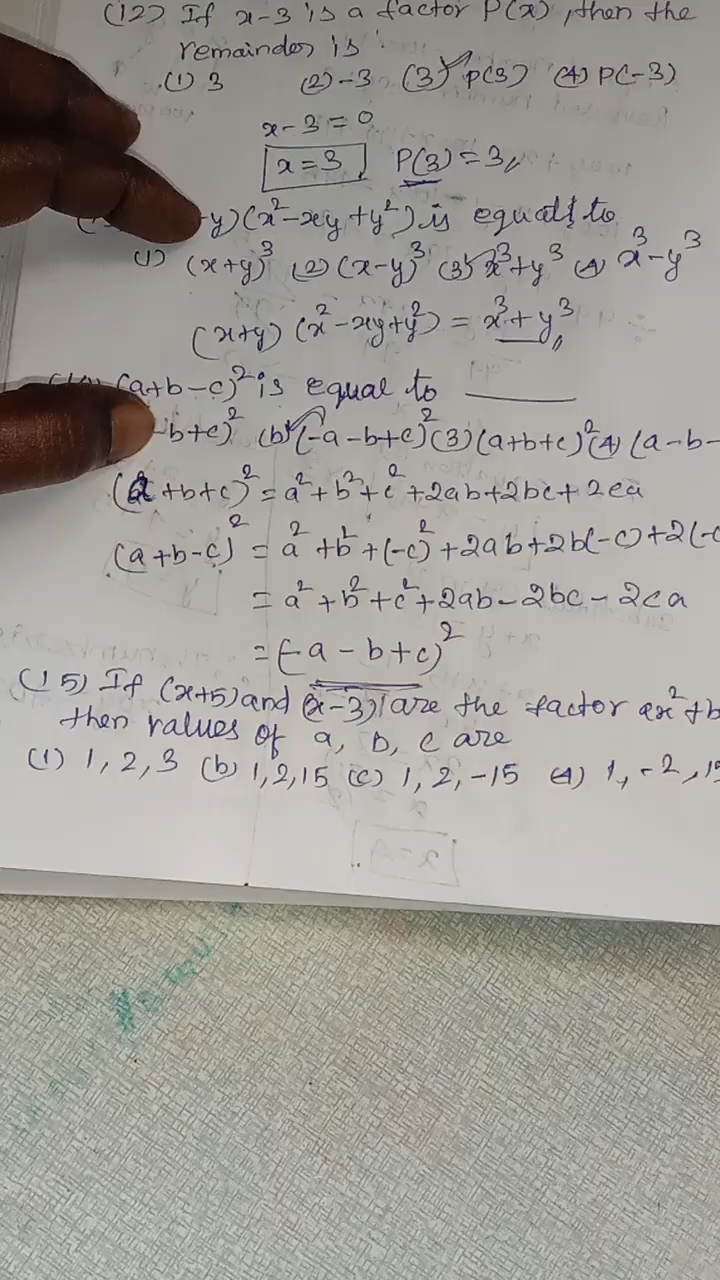 (12) If x-3 is a factor P(x), then the
remainder is
(1) 3 (2) -3 (3) P(3) (4) P(-3)
x-3=0
x=3 P(3)=3
y)(x²-xy+y²) is equal to
(1) (x+y)³ (2) (x-y)³ (3) x³+y³ (4) x³-y³
(x+y) (x²-xy+y²) = x³+y³
(a+b-c)² is equal to ______
-b+c)² (b) (-a-b+c)² (3) (a+b+c)² (4) (a-b-
(a+b+c)² = a²+b²+c²+2ab+2bc+2ca
(a+b-c)² = a²+b²+(-c)²+2ab+2b(-c)+2(-c
= a²+b²+c²+2ab-2bc-2ca
= (-a-b+c)²
(15) If (x+5) and (x-3) are the factor ax²+b
then values of a, b, c are
(1) 1, 2, 3 (b) 1, 2, 15 (c) 1, 2, -15 (4) 1, -2, 15